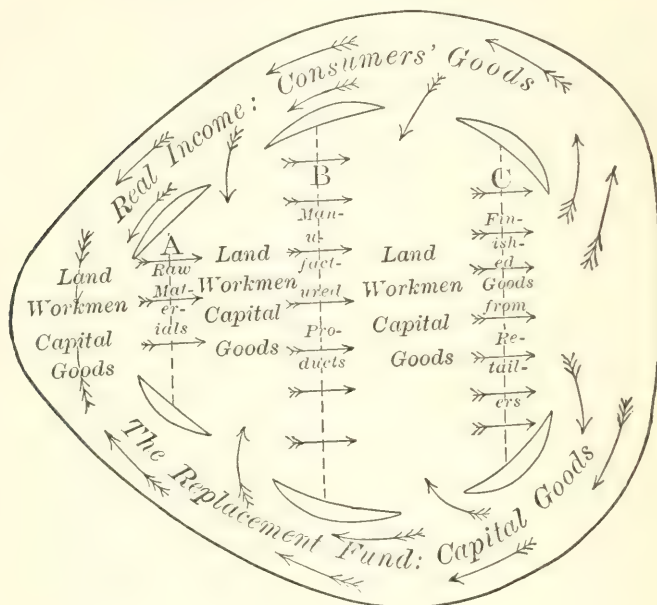 Real Income: Consumers' Goods
A
Raw
Mat-
er-
ials
B
Man-
u-
fact-
ured
Pro-
ducts
C
Fin-
ish-
ed
Goods
from
Re-
tail-
ers
Land
Workmen
Capital
Goods
Land
Workmen
Capital
Goods
Land
Workmen
Capital
Goods
The Replacement Fund: Capital Goods